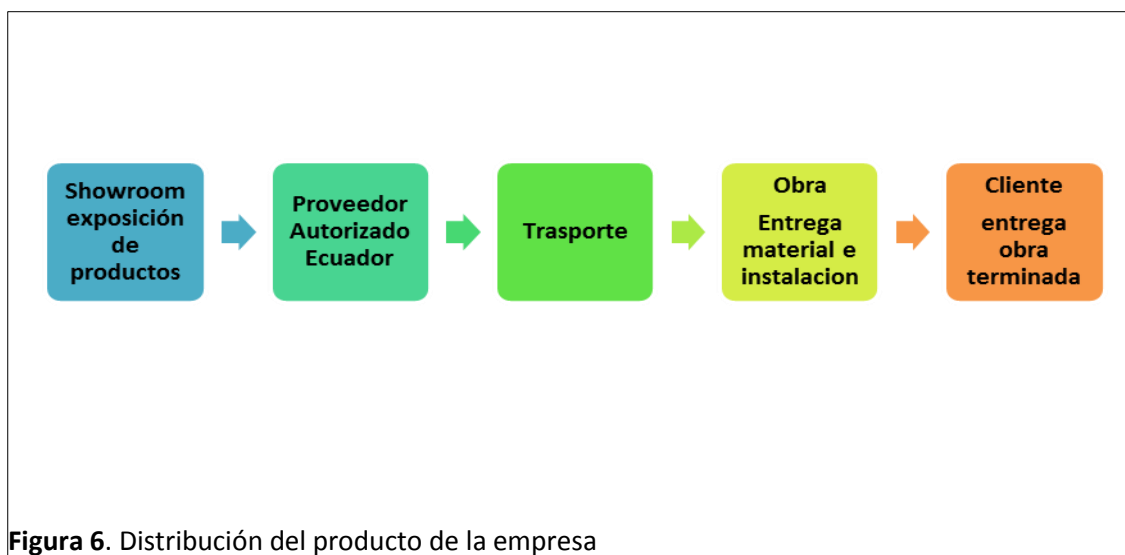 Showroom
exposición
de
productos
Proveedor
Autorizado
Ecuador
Trasporte
Obra
Entrega
material e
instalacion
Cliente
entrega
obra
terminada
Figura 6. Distribución del producto de la empresa